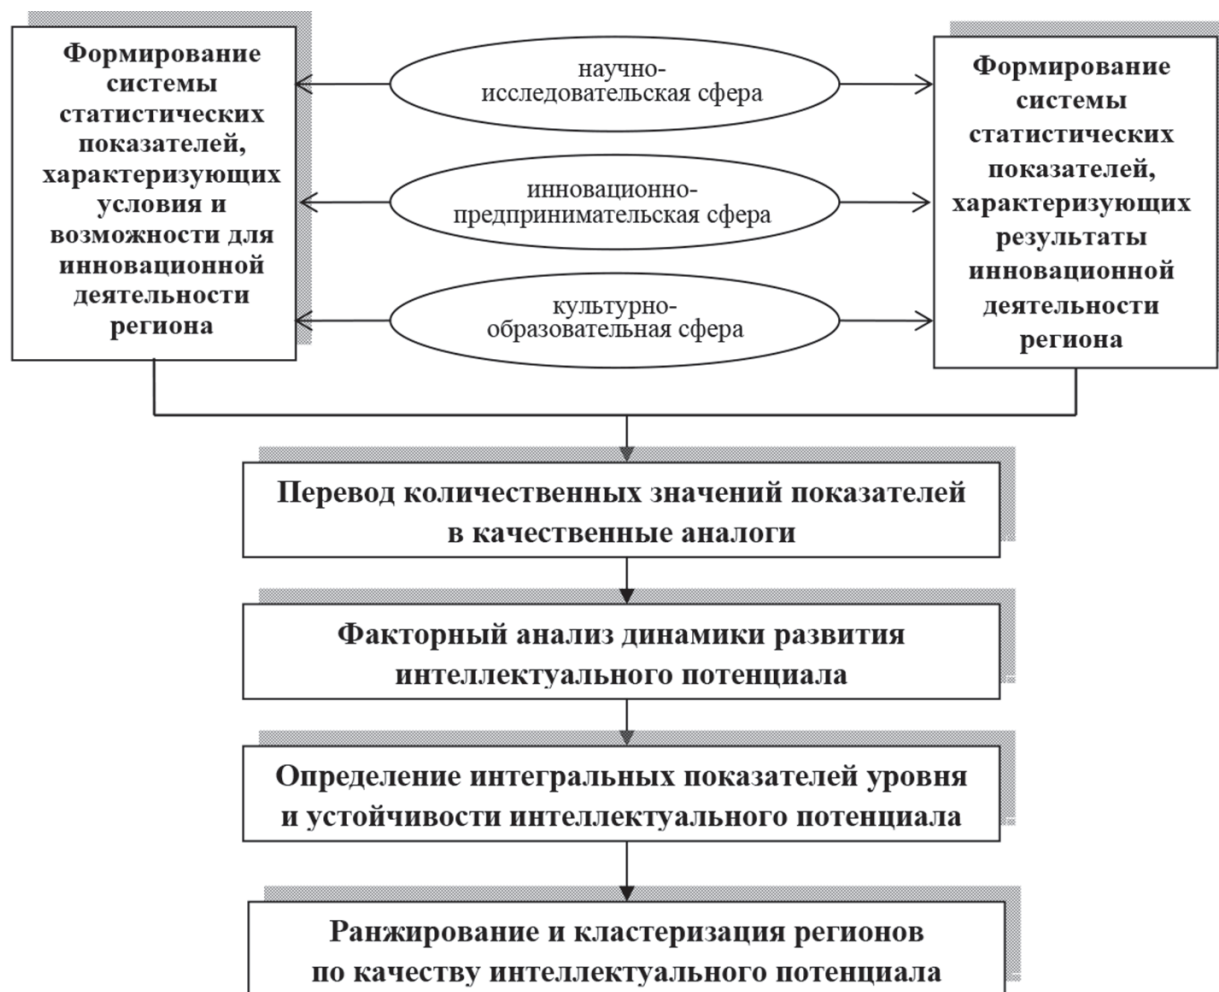 Формирование
системы
статистических
показателей,
характеризующих
условия и
возможности для
инновационной
деятельности
региона
научно-
исследовательская сфера
инновационно-
предпринимательская сфера
культурно-
образовательная сфера
Формирование
системы
статистических
показателей,
характеризующих
результаты
инновационной
деятельности
региона
Перевод количественных значений показателей
в качественные аналоги
Факторный анализ динамики развития
интеллектуального потенциала
Определение интегральных показателей уровня
и устойчивости интеллектуального потенциала
Ранжирование и кластеризация регионов
по качеству интеллектуального потенциала